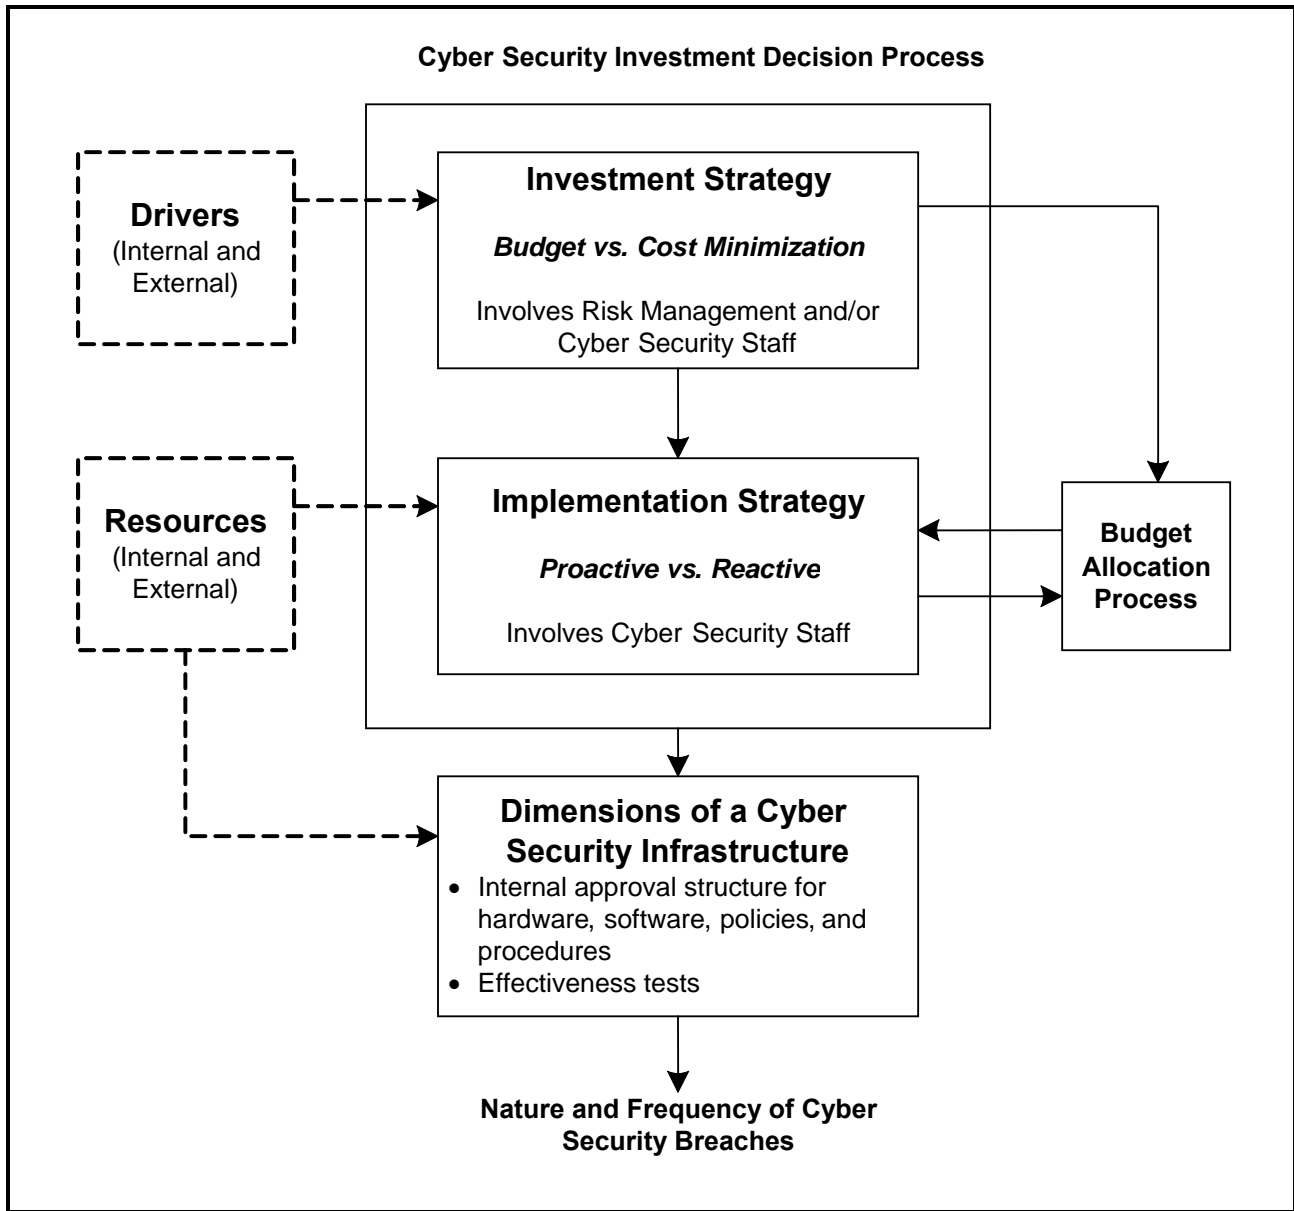 Cyber Security Investment Decision Process
Investment Strategy
Budget vs. Cost Minimization
Involves Risk Management and/or
Cyber Security Staff
Drivers
(Internal and
External)
Implementation Strategy
Proactive vs. Reactive
Involves Cyber Security Staff
Resources
(Internal and
External)
Budget
Allocation
Process
Dimensions of a Cyber
Security Infrastructure
• Internal approval structure for
hardware, software, policies, and
procedures
• Effectiveness tests
Nature and Frequency of Cyber
Security Breaches